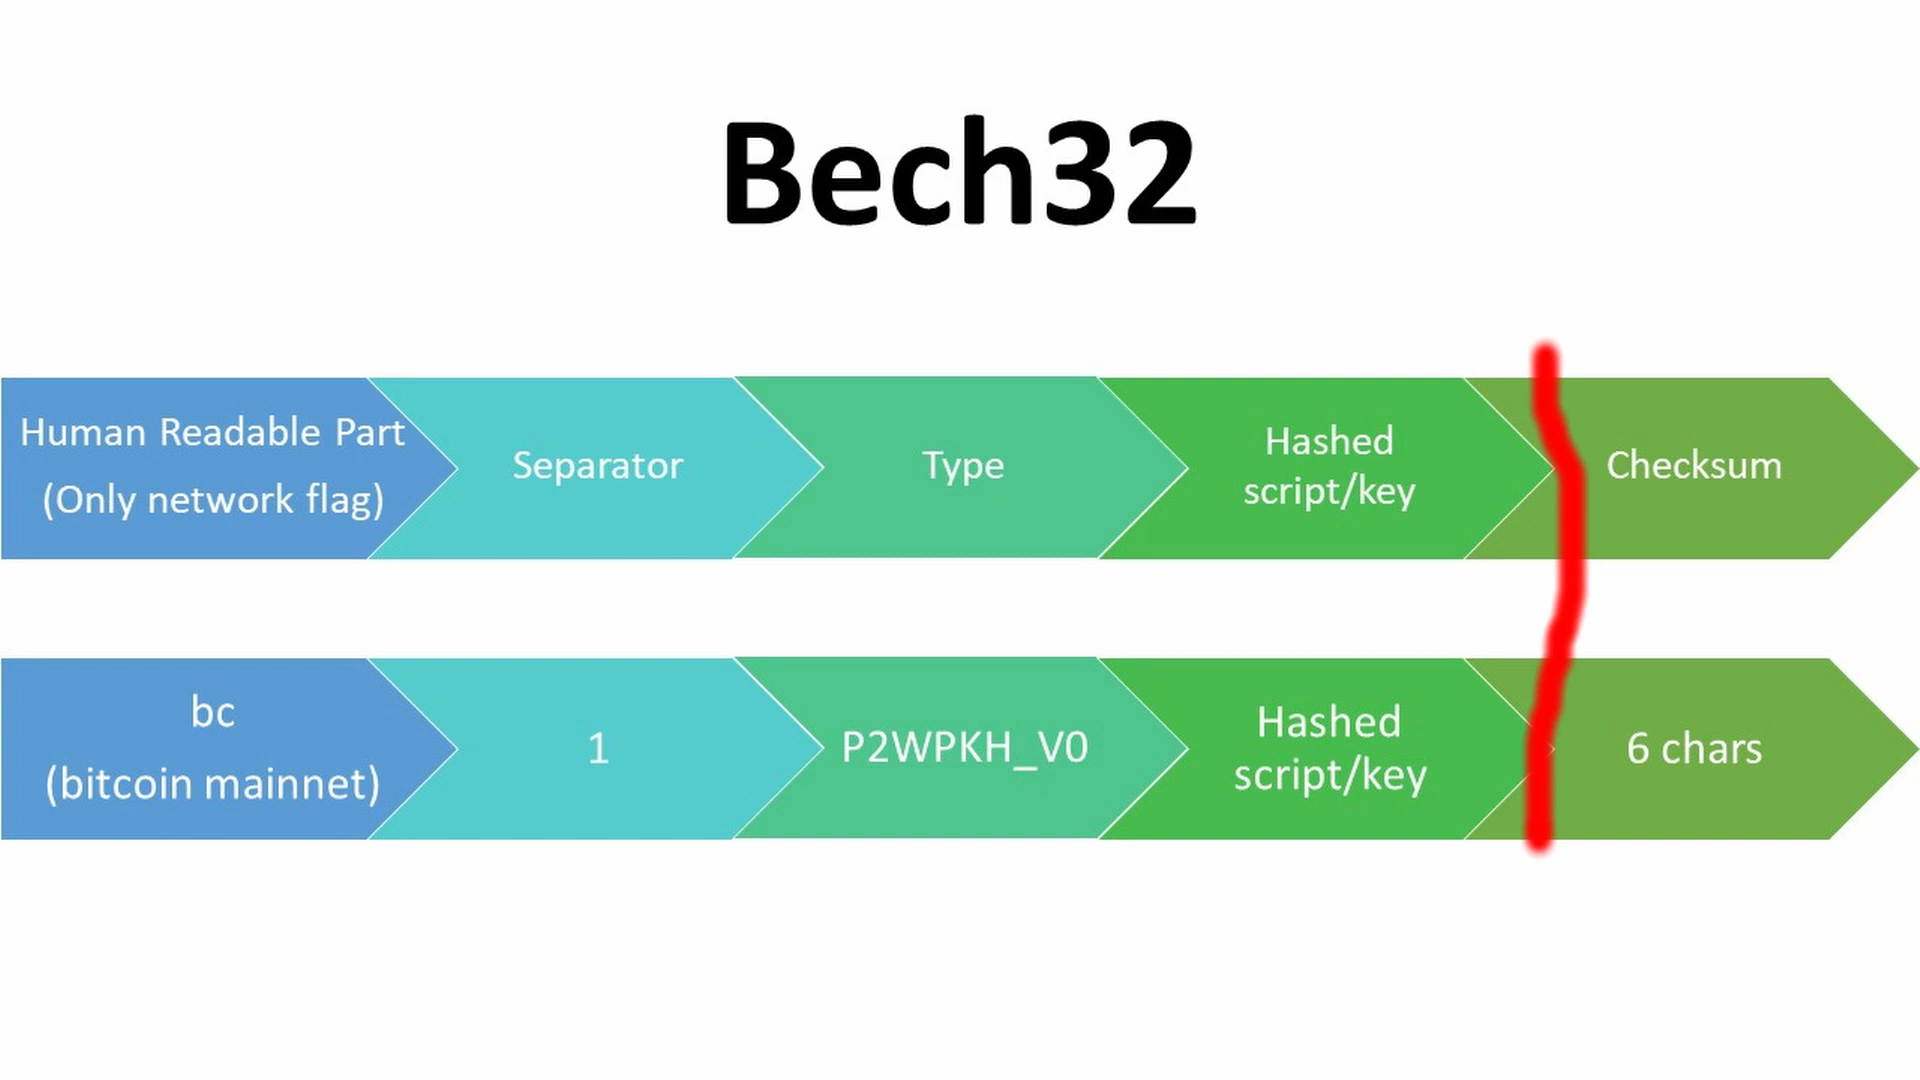 Bech32
Human Readable Part
(Only network flag)
Separator
Type
Hashed
script/key
Checksum
bc
(bitcoin mainnet)
1
P2WPKH_V0
Hashed
script/key
6 chars